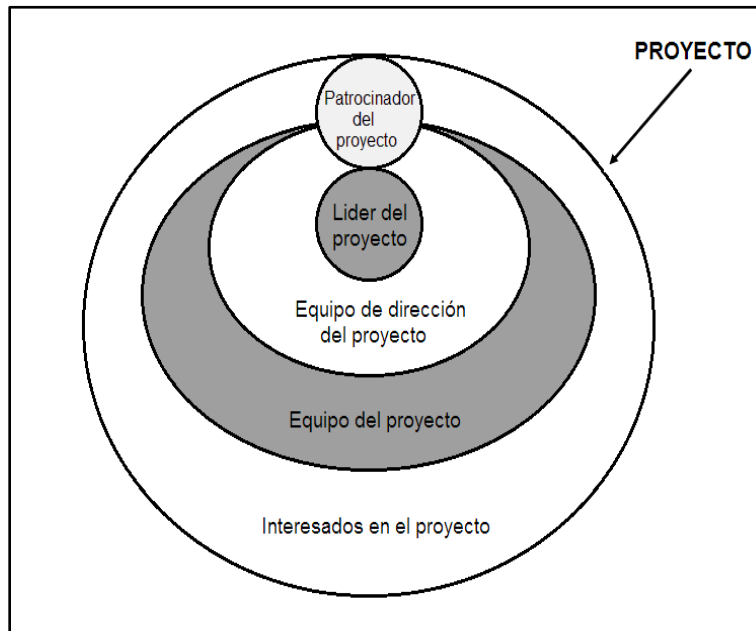 PROYECTO
Patrocinador
del
proyecto
Lider del
proyecto
Equipo de dirección
del proyecto
Equipo del proyecto
Interesados en el proyecto